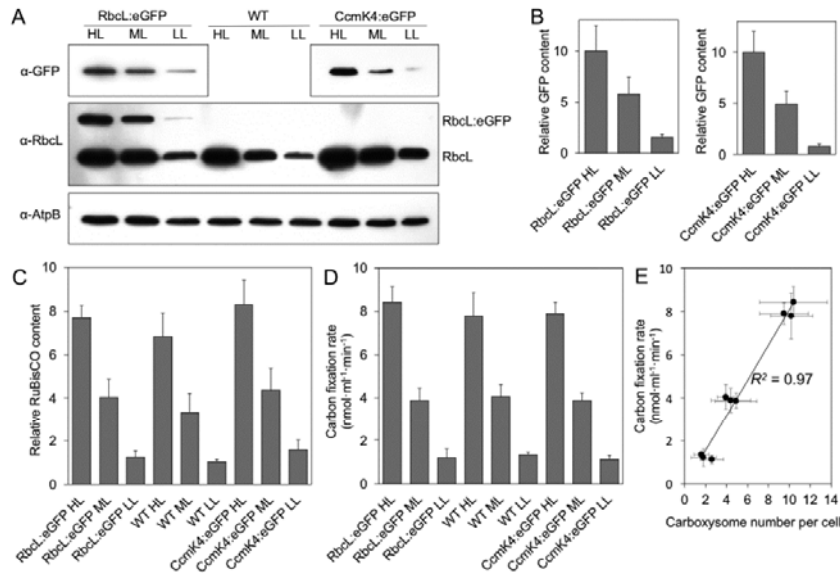 A
RbcL:eGFP WT CcmK4:eGFP
HL ML LL HL ML LL HL ML LL
α-GFP
α-RbcL
RbcL:eGFP
RbcL
α-AtpB
B
Relative GFP content
10
5
0
RbcL:eGFP HL
RbcL:eGFP ML
RbcL:eGFP LL
Relative GFP content
10
5
0
CcmK4:eGFP HL
CcmK4:eGFP ML
CcmK4:eGFP LL
C
Relative RuBisCO content
10
8
6
4
2
0
RbcL:eGFP HL
RbcL:eGFP ML
RbcL:eGFP LL
WT HL
WT ML
WT LL
CcmK4:eGFP HL
CcmK4:eGFP ML
CcmK4:eGFP LL
D
Carbon fixation rate
(nmol·ml⁻¹·min⁻¹)
10
8
6
4
2
0
RbcL:eGFP HL
RbcL:eGFP ML
RbcL:eGFP LL
WT HL
WT ML
WT LL
CcmK4:eGFP HL
CcmK4:eGFP ML
CcmK4:eGFP LL
E
Carbon fixation rate
(nmol·ml⁻¹·min⁻¹)
10
8
6
4
2
0
R² = 0.97
0 2 4 6 8 10 12 14
Carboxysome number per cell